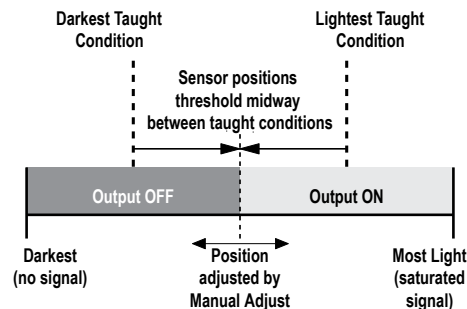 Darkest Taught
Condition
Lightest Taught
Condition
Sensor positions
threshold midway
between taught conditions
Output OFF
Output ON
Darkest
(no signal)
Position
adjusted by
Manual Adjust
Most Light
(saturated
signal)